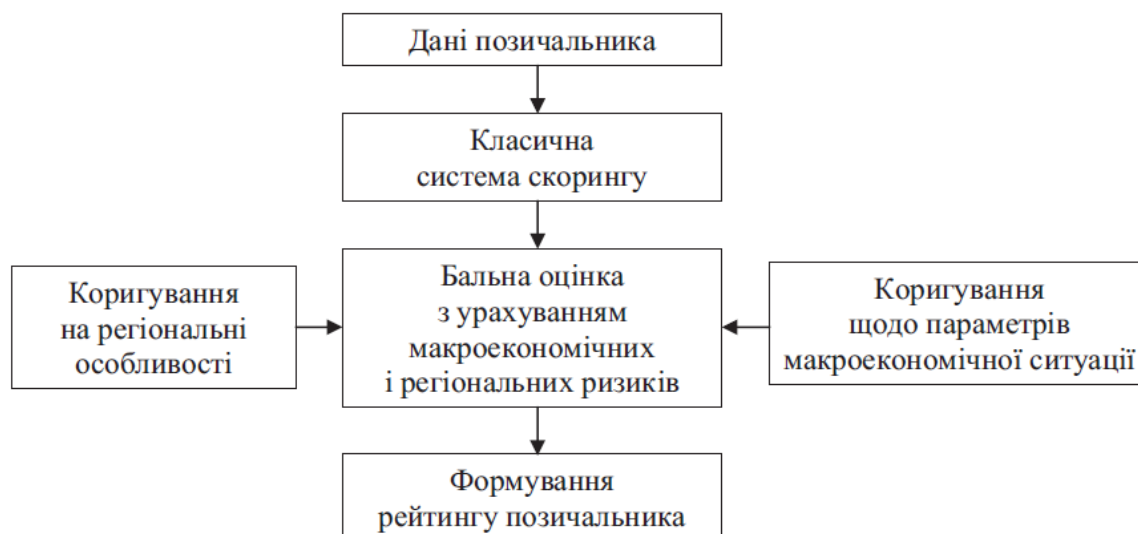 Дані позичальника
Класична
система скорингу
Коригування
на регіональні
особливості
Бальна оцінка
з урахуванням
макроекономічних
і регіональних ризиків
Коригування
щодо параметрів
макроекономічної ситуації
Формування
рейтингу позичальника